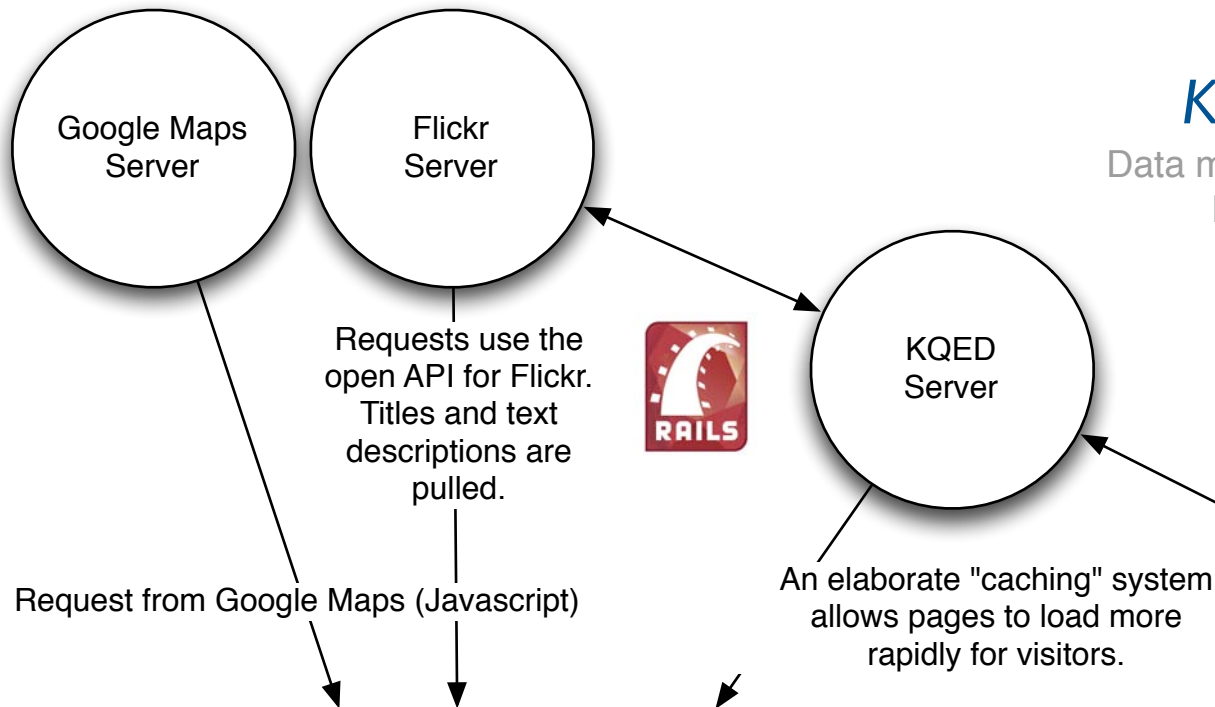 Google Maps
Server
Flickr
Server
K
Data m
Requests use the
open API for Flickr.
Titles and text
descriptions are
pulled.
RAILS
KQED
Server
Request from Google Maps (Javascript)
An elaborate "caching" system
allows pages to load more
rapidly for visitors.